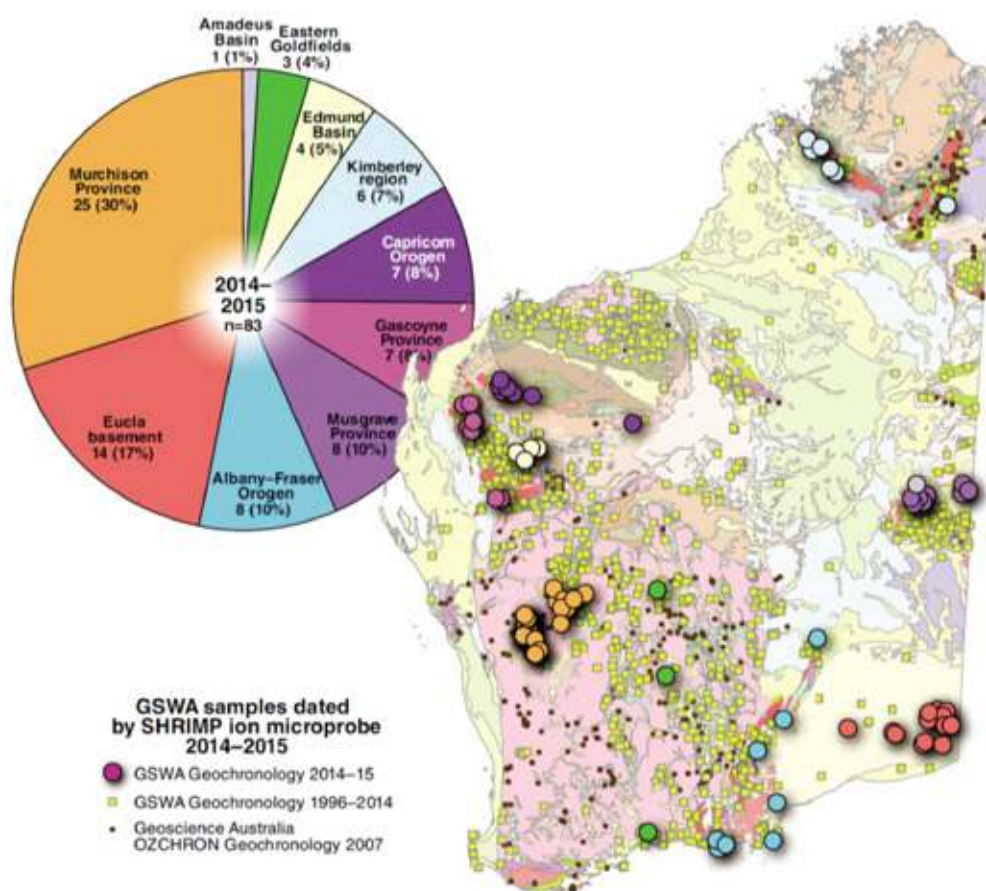 Amadeus
Basin
1 (1%)
Eastern
Goldfields
3 (4%)
Edmund
Basin
4 (5%)
Kimberley
region
6 (7%)
Capricorn
Orogen
7 (8%)
Gascoyne
Province
7 (8%)
Musgrave
Province
8 (10%)
Albany–Fraser
Orogen
8 (10%)
Eucla
basement
14 (17%)
Murchison
Province
25 (30%)
2014–
2015
n=83
GSWA samples dated
by SHRIMP ion microprobe
2014–2015
GSWA Geochronology 2014–15
GSWA Geochronology 1996–2014
Geoscience Australia
OZCHRON Geochronology 2007